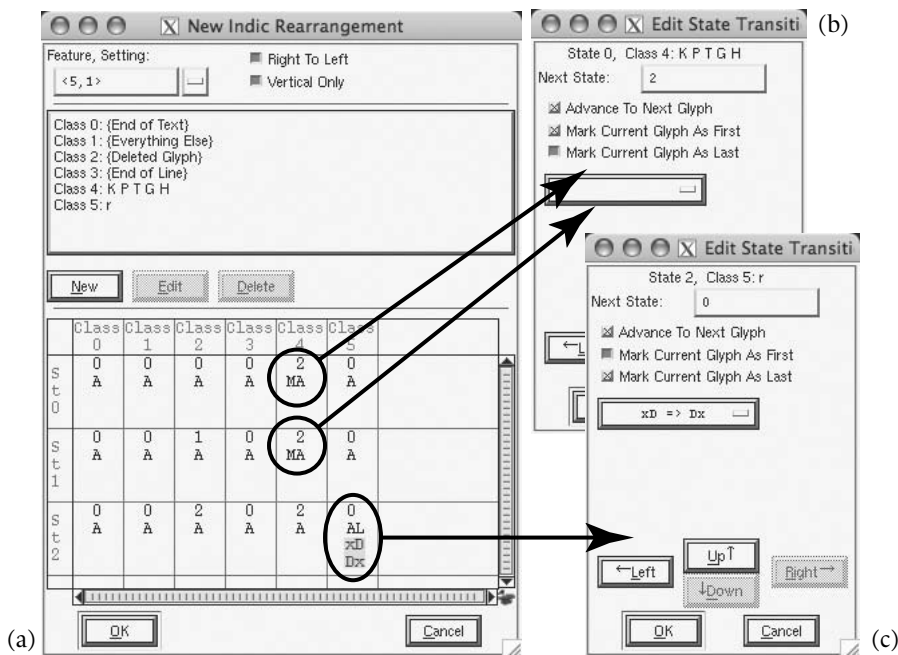 New Indic Rearrangement
Feature, Setting:
<5,1>
Right To Left
Vertical Only
Class 0: {End of Text}
Class 1: {Everything Else}
Class 2: {Deleted Glyph}
Class 3: {End of Line}
Class 4: K P T G H
Class 5: r
New Edit Delete
Class Class Class Class Class Class
0 1 2 3 4 5
St0 0 0 0 0 2 0
A A A A MA A
St1 0 0 1 0 2 0
A A A A MA A
St2 0 0 2 0 2 0
A A A A A AL
xD
Dx
OK Cancel
(a)
Edit State Transiti
(b)
State 0, Class 4: K P T G H
Next State: 2
Advance To Next Glyph
Mark Current Glyph As First
Mark Current Glyph As Last
Edit State Transiti
State 2, Class 5: r
Next State: 0
Advance To Next Glyph
Mark Current Glyph As First
Mark Current Glyph As Last
xD => Dx
←Left Up↑ Right→
↓Down
OK Cancel
(c)